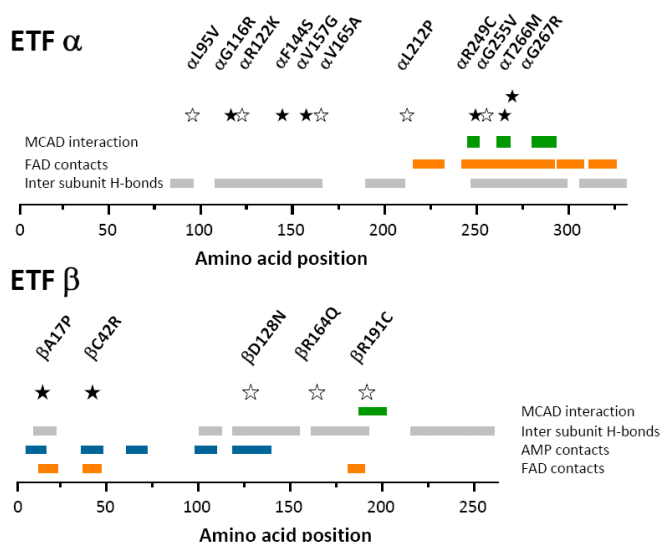 ETF α
αL95V αG116R αR122K αF144S αV157G αV165A αL212P αR249C αG255V αT266M αG267R
MCAD interaction
FAD contacts
Inter subunit H-bonds
0 50 100 150 200 250 300
Amino acid position
ETF β
βA17P βC42R βD128N βR164Q βR191C
MCAD interaction
Inter subunit H-bonds
AMP contacts
FAD contacts
0 50 100 150 200 250
Amino acid position